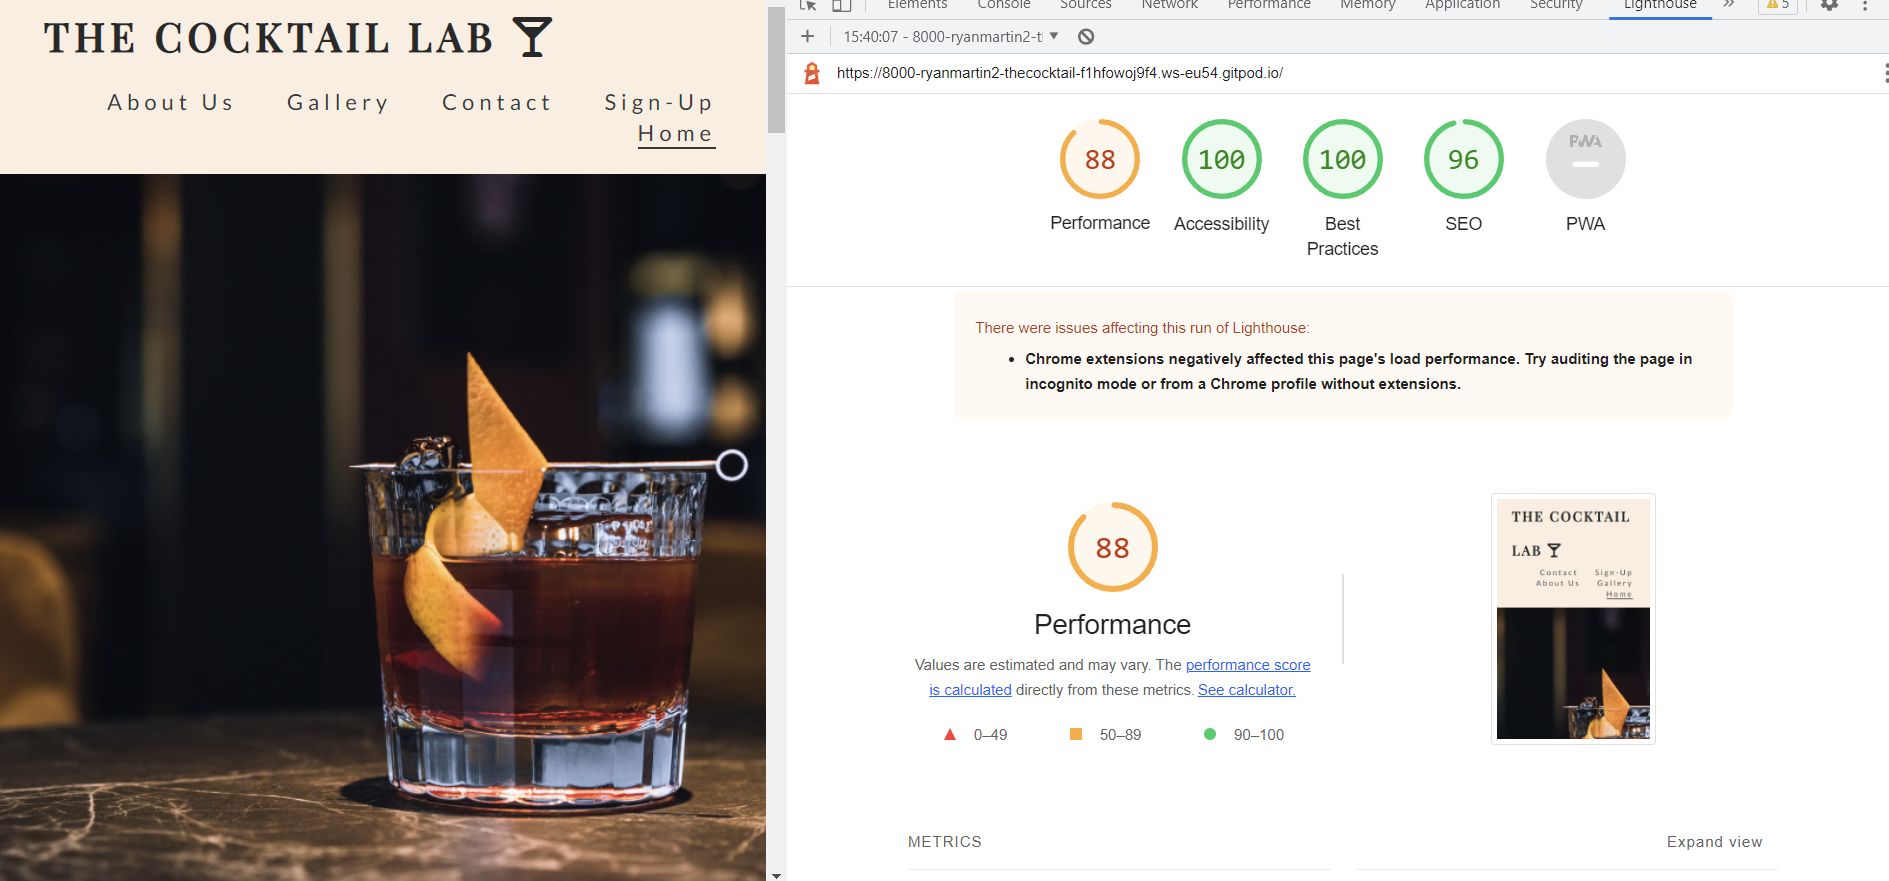 THE COCKTAIL LAB
About Us Gallery Contact Sign-Up
Home
Elements Console Sources Network Performance Memory Application Security Lighthouse » 5
+ 15:40:07 - 8000-ryanmartin2-t
https://8000-ryanmartin2-thecocktail-f1hfowoj9f4.ws-eu54.gitpod.io/
88 100 100 96 PWA
Performance Accessibility Best Practices SEO PWA
There were issues affecting this run of Lighthouse:
• Chrome extensions negatively affected this page's load performance. Try auditing the page in
incognito mode or from a Chrome profile without extensions.
88
Performance
Values are estimated and may vary. The performance score
is calculated directly from these metrics. See calculator.
0–49 50–89 90–100
THE COCKTAIL
LAB
Contact Sign-Up
About Us Gallery
Home
METRICS Expand view